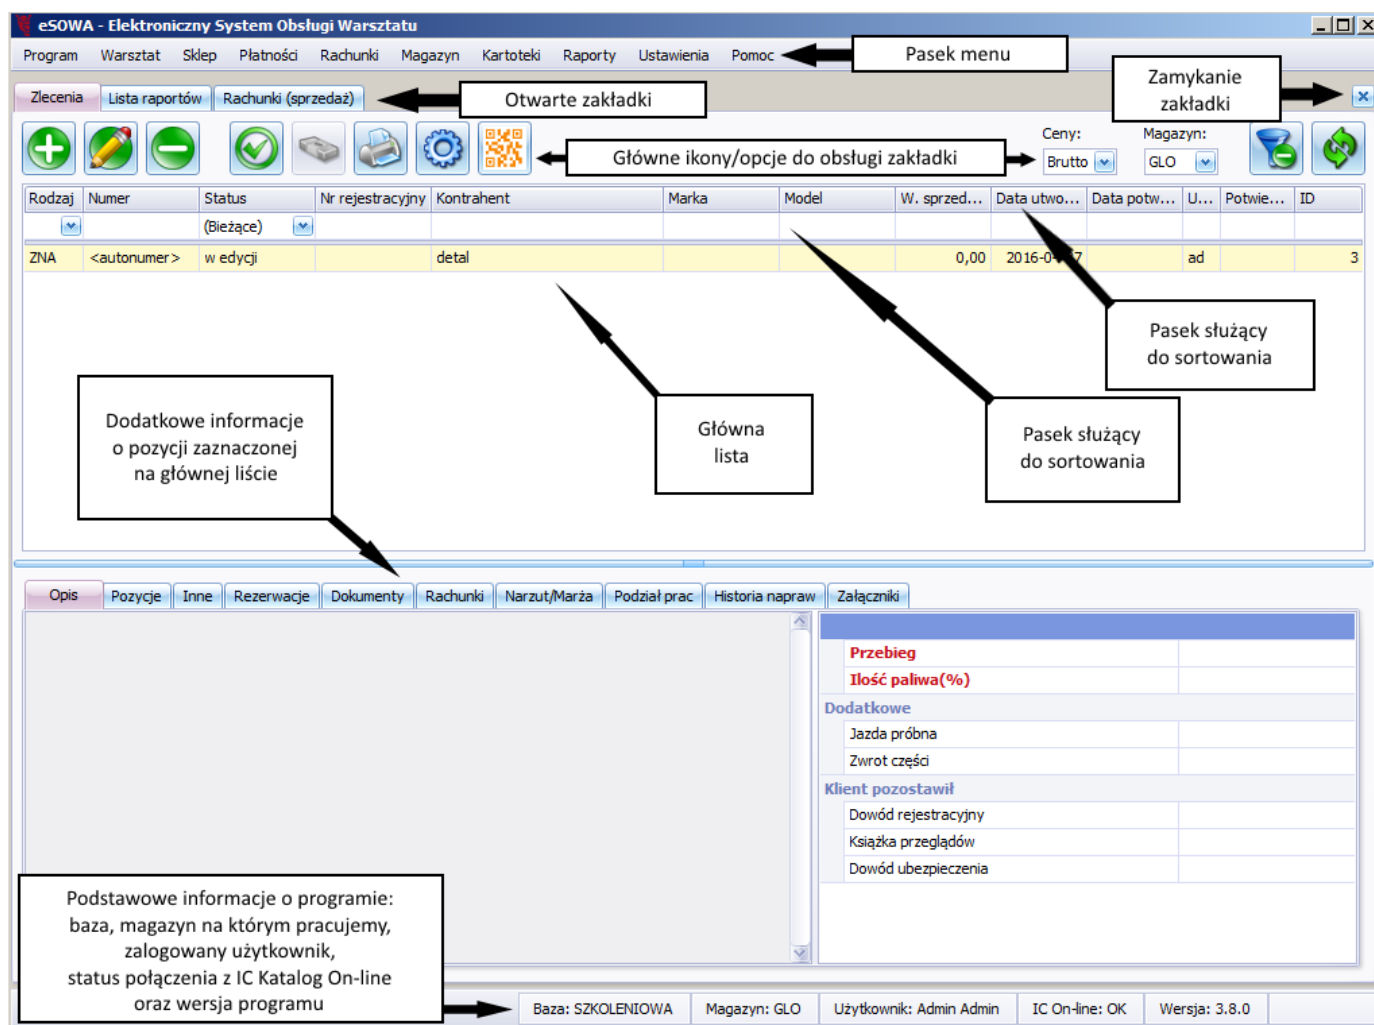 eSOWA - Elektroniczny System Obsługi Warsztatu
Program Warsztat Sklep Płatności Rachunki Magazyn Kartoteki Raporty Ustawienia Pomoc
Pasek menu
Zamykanie
zakładki
Zlecenia Lista raportów Rachunki (sprzedaż)
Otwarte zakładki
Główne ikony/opcje do obsługi zakładki
Ceny: Magazyn:
Brutto GLO
Rodzaj Numer Status Nr rejestracyjny Kontrahent Marka Model W. sprzed... Data utwo... Data potw... U... Potwie... ID
(Bieżące)
ZNA <autonumer> w edycji detal 0,00 2016-0 7 ad 3
Pasek służący
do sortowania
Pasek służący
do sortowania
Główna
lista
Dodatkowe informacje
o pozycji zaznaczonej
na głównej liście
Opis Pozycje Inne Rezerwacje Dokumenty Rachunki Narzut/Marża Podział prac Historia napraw Załączniki
Przebieg
Ilość paliwa(%)
Dodatkowe
Jazda próbna
Zwrot części
Klient pozostawił
Dowód rejestracyjny
Książka przeglądów
Dowód ubezpieczenia
Podstawowe informacje o programie:
baza, magazyn na którym pracujemy,
zalogowany użytkownik,
status połączenia z IC Katalog On-line
oraz wersja programu
Baza: SZKOLENIOWA Magazyn: GLO Użytkownik: Admin Admin IC On-line: OK Wersja: 3.8.0